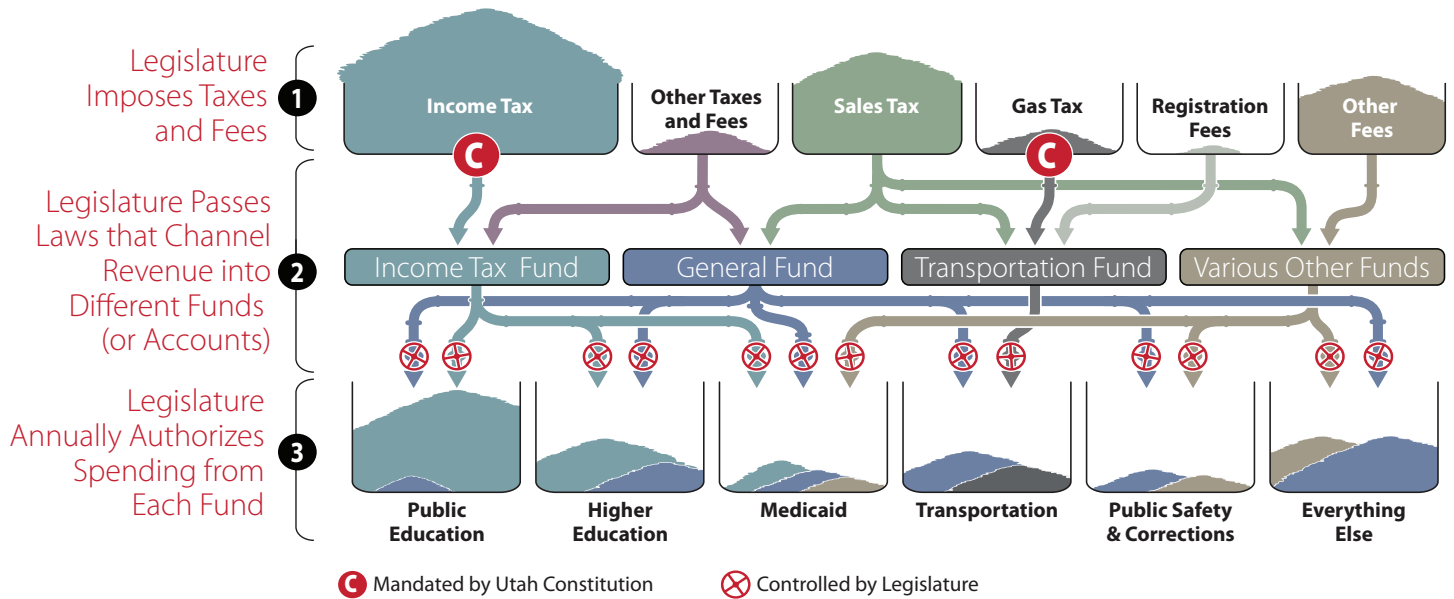 Legislature
Imposes Taxes
and Fees
1
Income Tax
Other Taxes
and Fees
Sales Tax
Gas Tax
Registration
Fees
Other
Fees
C
C
Legislature Passes
Laws that Channel
Revenue into
Different Funds
(or Accounts)
2
Income Tax Fund
General Fund
Transportation Fund
Various Other Funds
Legislature
Annually Authorizes
Spending from
Each Fund
3
Public
Education
Higher
Education
Medicaid
Transportation
Public Safety
& Corrections
Everything
Else
C Mandated by Utah Constitution
Controlled by Legislature